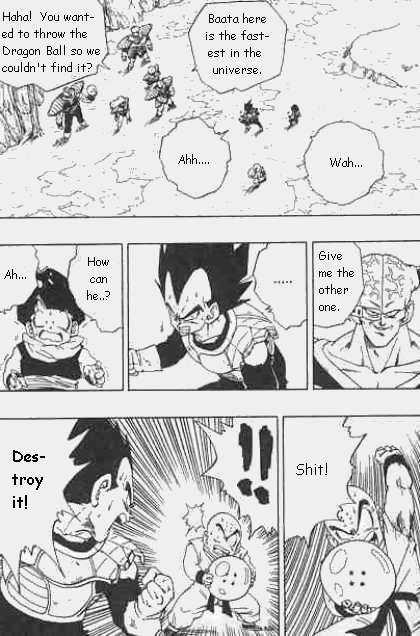 Haha! You want-
ed to throw the
Dragon Ball so we
couldn't find it?
Baata here
is the fast-
est in the
universe.
Ahh....
Wah...
Ah...
How
can
he..?
.....
Give
me the
other
one.
Des-
troy
it!
!!
Shit!